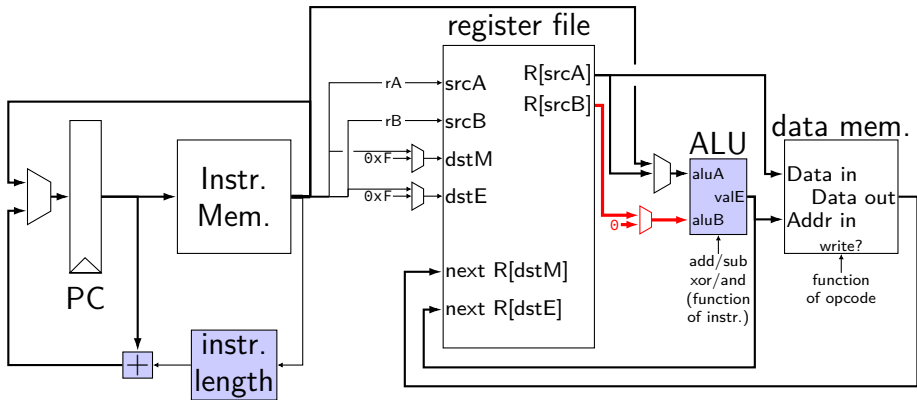 register file
R[srcA]
R[srcB]
rA
srcA
rB
srcB
0xF
dstM
0xF
dstE
next R[dstM]
next R[dstE]
Instr.
Mem.
PC
+
instr.
length
0
ALU
aluA
valE
aluB
add/sub
xor/and
(function
of instr.)
data mem.
Data in
Data out
Addr in
write?
function
of opcode